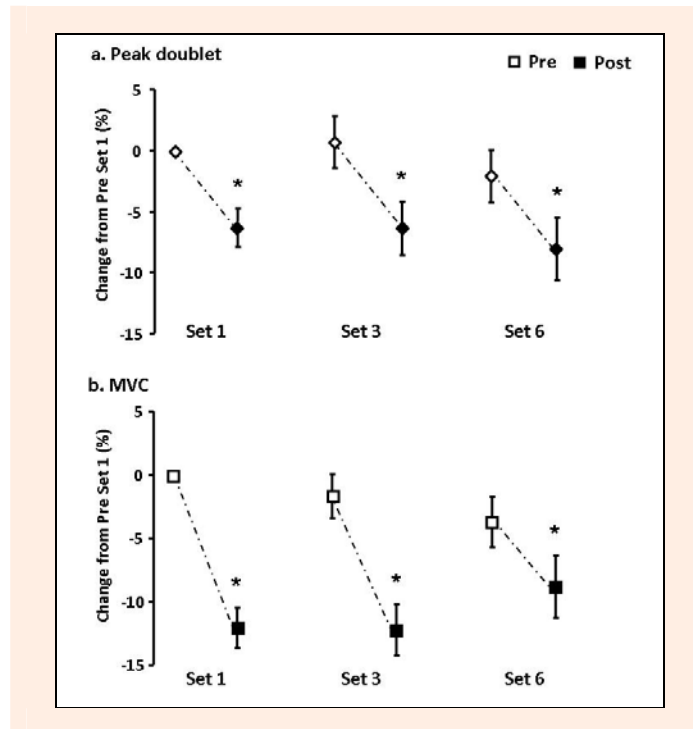 a. Peak doublet
Pre Post
Change from Pre Set 1 (%)
5
0
-5
-10
-15
* * *
Set 1 Set 3 Set 6
b. MVC
Change from Pre Set 1 (%)
5
0
-5
-10
-15
* * *
Set 1 Set 3 Set 6